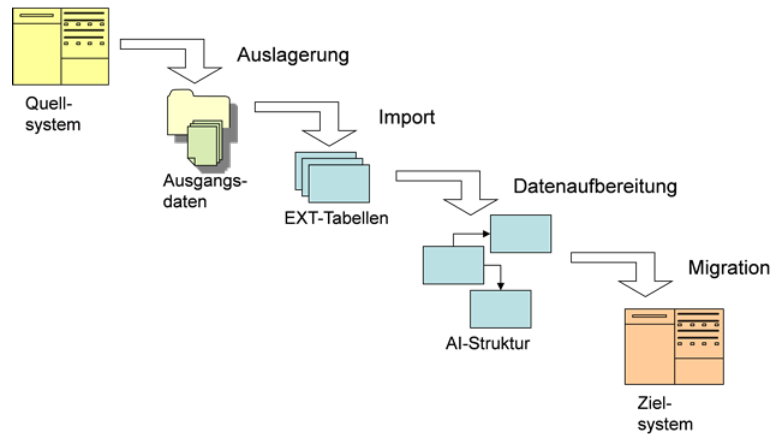 Auslagerung
Quell-
system
Import
Ausgangs-
daten
Datenaufbereitung
EXT-Tabellen
Migration
AI-Struktur
Ziel-
system